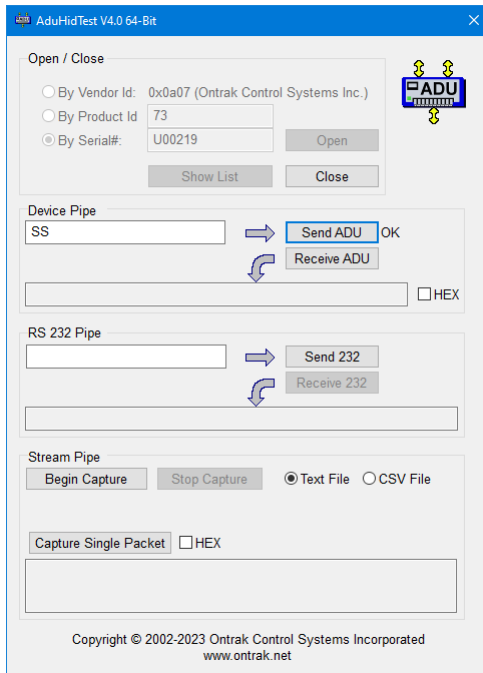 AduHidTest V4.0 64-Bit
Open / Close
ADU
By Vendor Id: 0x0a07 (Ontrak Control Systems Inc.)
By Product Id 73
By Serial#: U00219 Open
Show List Close
Device Pipe
SS Send ADU OK
Receive ADU
HEX
RS 232 Pipe
Send 232
Receive 232
Stream Pipe
Begin Capture Stop Capture Text File CSV File
Capture Single Packet HEX
Copyright © 2002-2023 Ontrak Control Systems Incorporated
www.ontrak.net